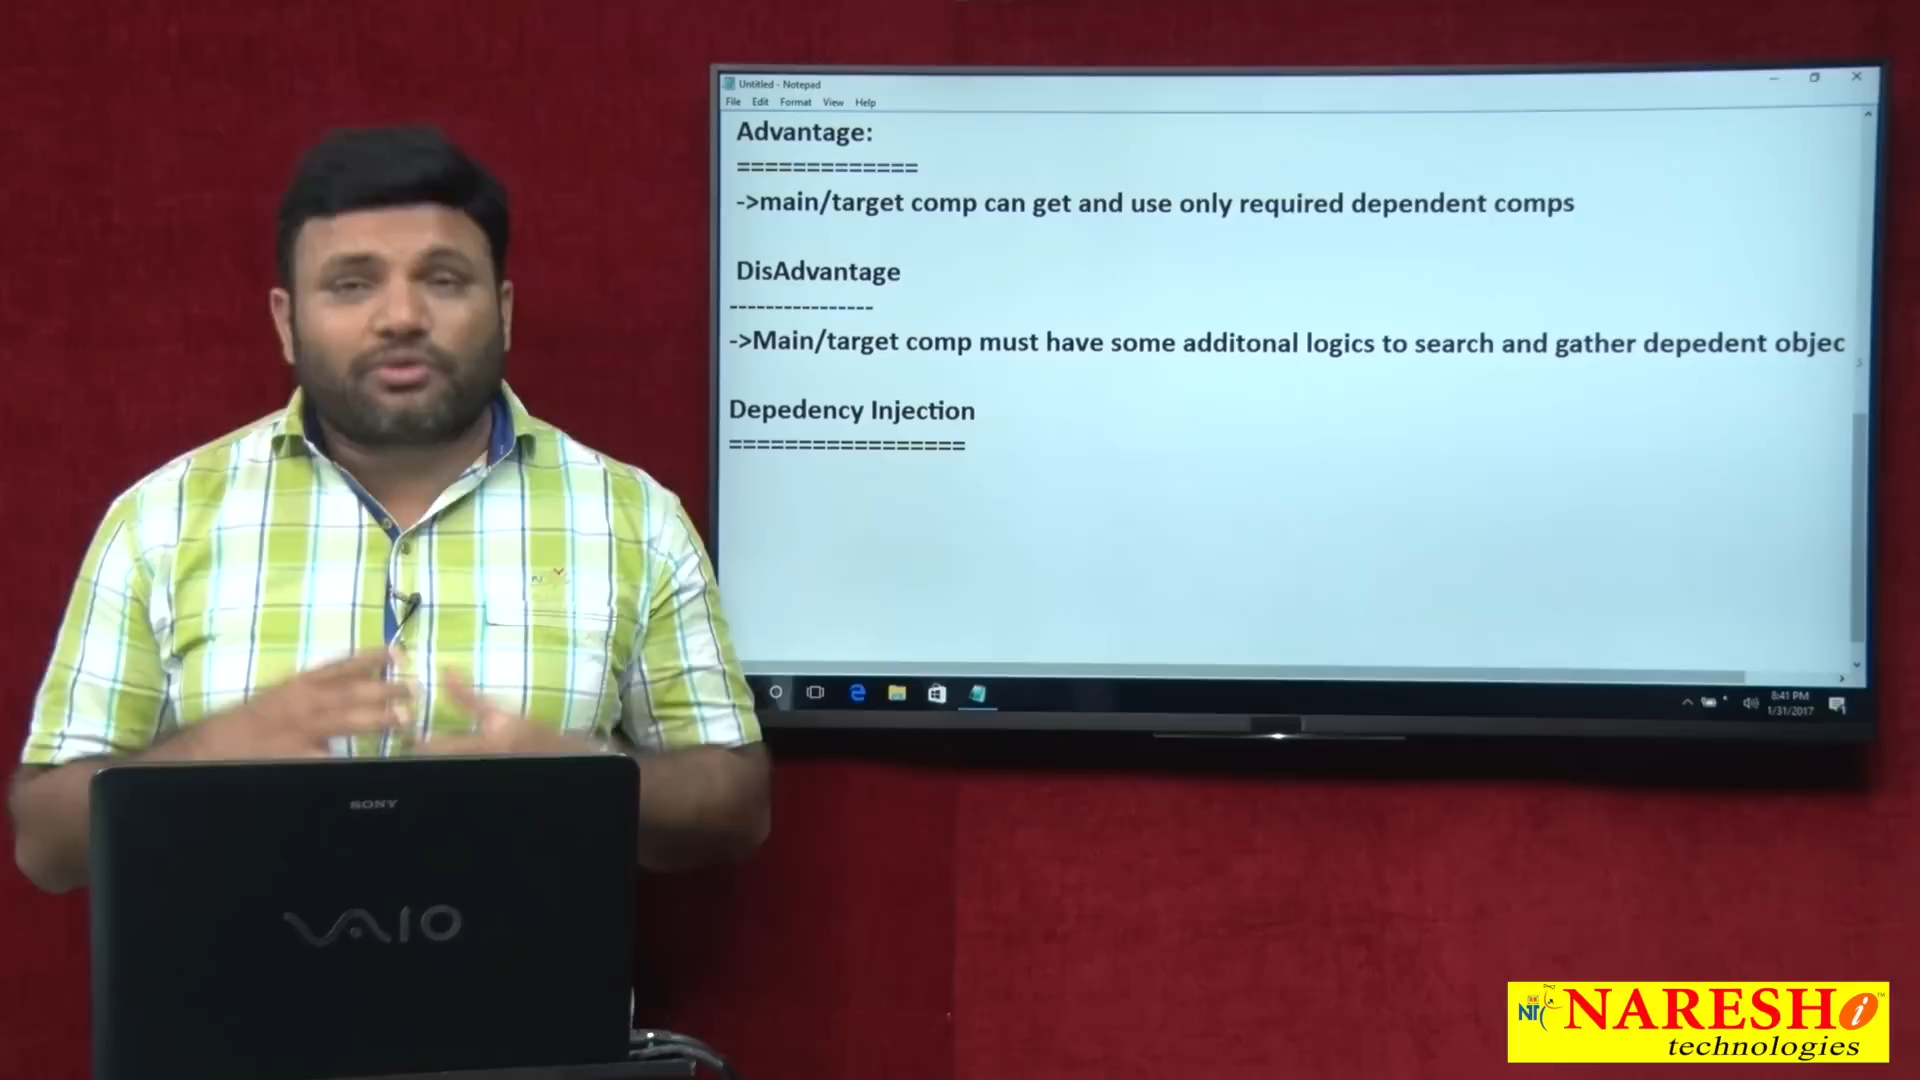 Untitled - Notepad
File Edit Format View Help
Advantage:
=============
->main/target comp can get and use only required dependent comps
DisAdvantage
----------------
->Main/target comp must have some additonal logics to search and gather depedent objec
Depedency Injection
=================
8:41 PM
1/31/2017
SONY
VAIO
NT
NARESH i
technologies